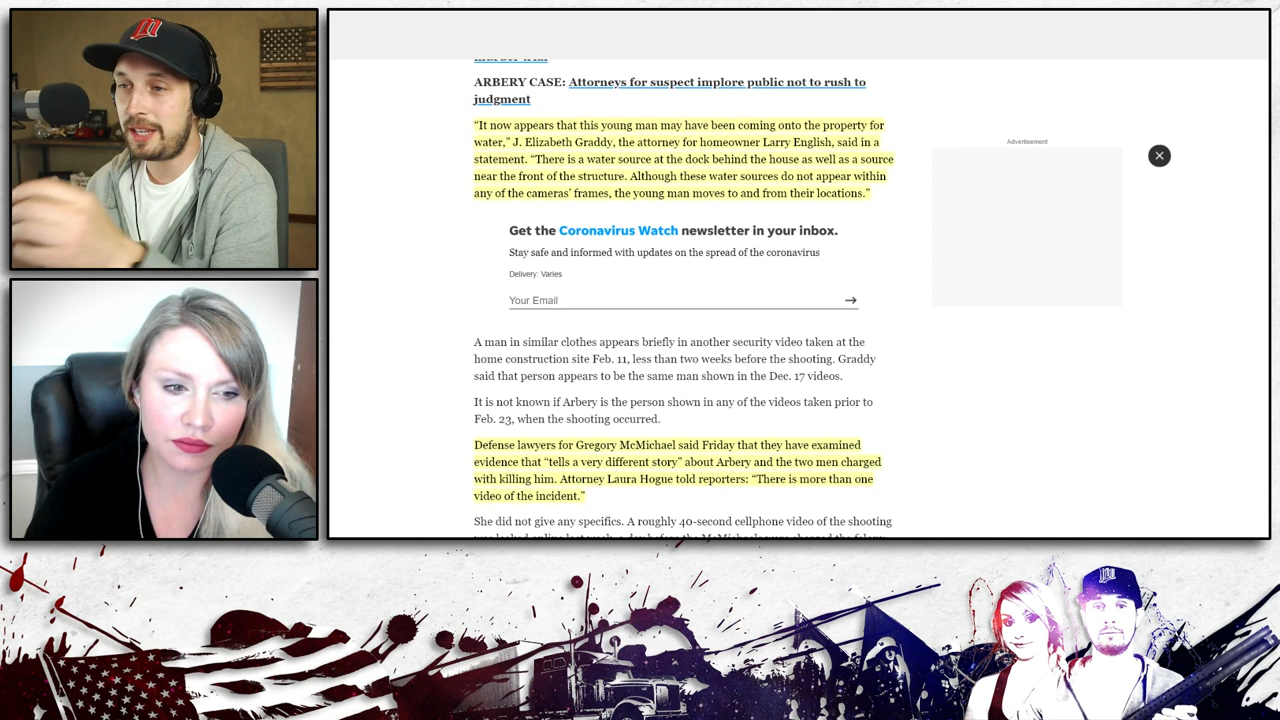 murder trial
ARBERY CASE: Attorneys for suspect implore public not to rush to
judgment
“It now appears that this young man may have been coming onto the property for
water,” J. Elizabeth Graddy, the attorney for homeowner Larry English, said in a
statement. “There is a water source at the dock behind the house as well as a source
near the front of the structure. Although these water sources do not appear within
any of the cameras’ frames, the young man moves to and from their locations.”
Advertisement
Get the Coronavirus Watch newsletter in your inbox.
Stay safe and informed with updates on the spread of the coronavirus
Delivery: Varies
Your Email
A man in similar clothes appears briefly in another security video taken at the
home construction site Feb. 11, less than two weeks before the shooting. Graddy
said that person appears to be the same man shown in the Dec. 17 videos.
It is not known if Arbery is the person shown in any of the videos taken prior to
Feb. 23, when the shooting occurred.
Defense lawyers for Gregory McMichael said Friday that they have examined
evidence that “tells a very different story” about Arbery and the two men charged
with killing him. Attorney Laura Hogue told reporters: “There is more than one
video of the incident.”
She did not give any specifics. A roughly 40-second cellphone video of the shooting